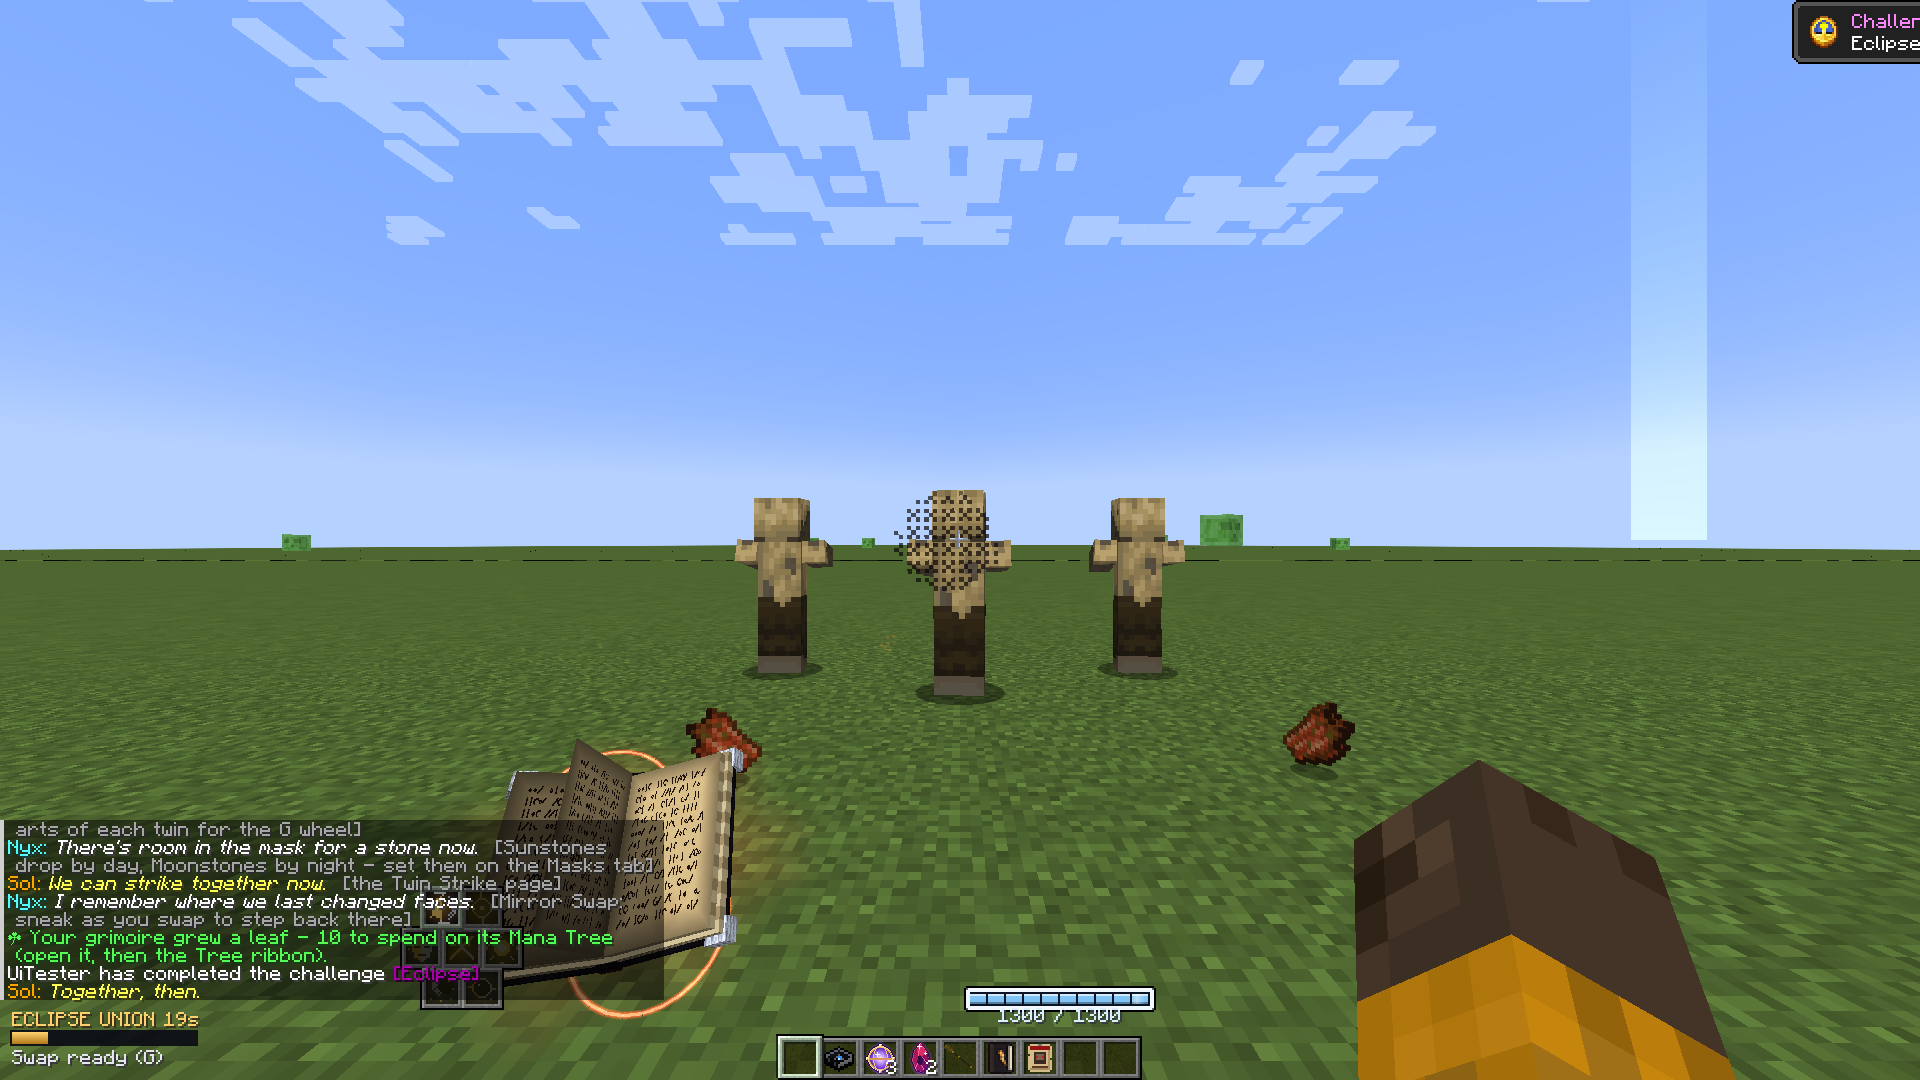 Challen
Eclipse
arts of each twin for the G wheel]
Nyx: There's room in the mask for a stone now. [Sunstones
drop by day, Moonstones by night - set them on the Masks tab]
Sol: We can strike together now. [the Twin Strike page]
Nyx: I remember where we last changed faces. [Mirror Swap:
sneak as you swap to step back there]
Your grimoire grew a leaf - 10 to spend on its Mana Tree
(open it, then the Tree ribbon).
UiTester has completed the challenge [Eclipse]
Sol: Together, then.
ECLIPSE UNION 19s
Swap ready (G)
1300 / 1300
3
2